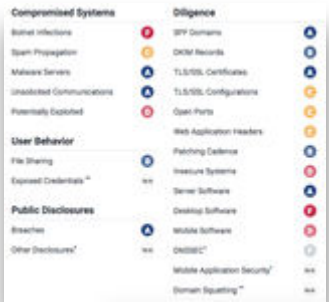 Compromised Systems
Botnet Infections F
Spam Propagation C
Malware Servers A
Unsolicited Communications A
Potentially Exploited D
User Behavior
File Sharing B
Exposed Credentials ** N/A
Public Disclosures
Breaches A
Other Disclosures* N/A
Diligence
SPF Domains A
DKIM Records B
TLS/SSL Certificates A
TLS/SSL Configurations C
Open Ports C
Web Application Headers C
Patching Cadence B
Insecure Systems D
Server Software A
Desktop Software F
Mobile Software D
DNSSEC* F
Mobile Application Security* N/A
Domain Squatting ** N/A